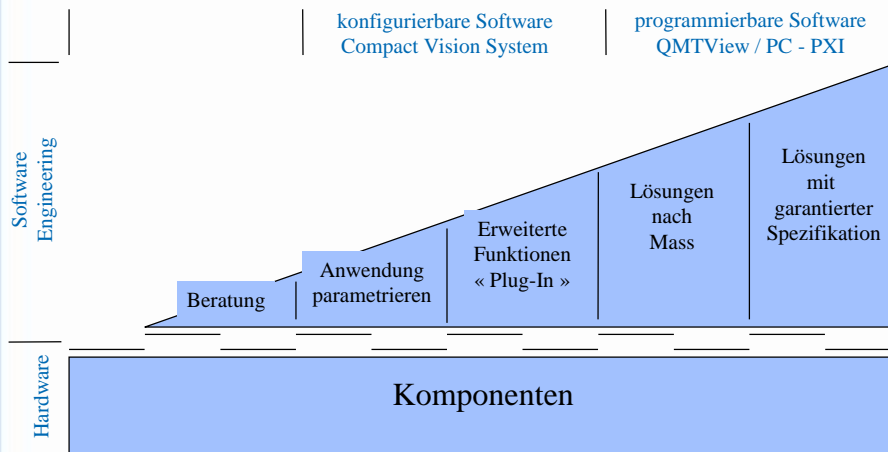 konfigurierbare Software
Compact Vision System
programmierbare Software
QMTView / PC - PXI
Software
Engineering
Beratung
Anwendung
parametrieren
Erweiterte
Funktionen
« Plug-In »
Lösungen
nach
Mass
Lösungen
mit
garantierter
Spezifikation
Hardware
Komponenten